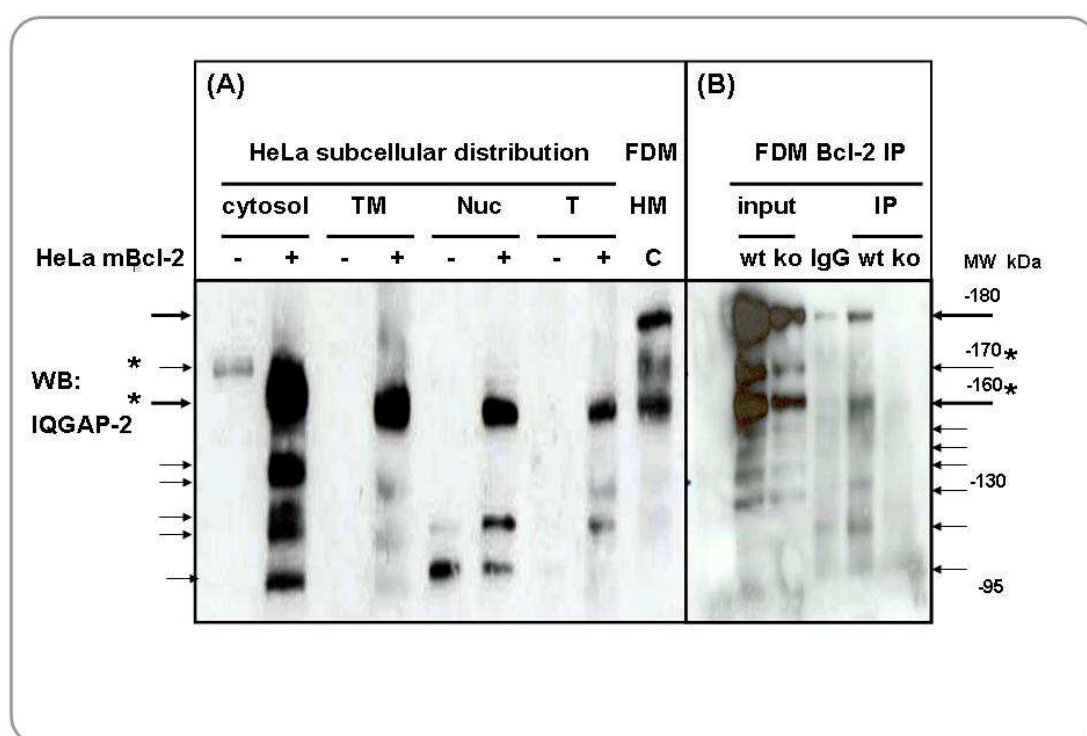 (A) (B)
HeLa subcellular distribution FDM FDM Bcl-2 IP
cytosol TM Nuc T HM input IP
HeLa mBcl-2 - + - + - + - + C wt ko IgG wt ko
MW kDa
-180
-170*
*
-160*
WB: *
IQGAP-2
-130
-95